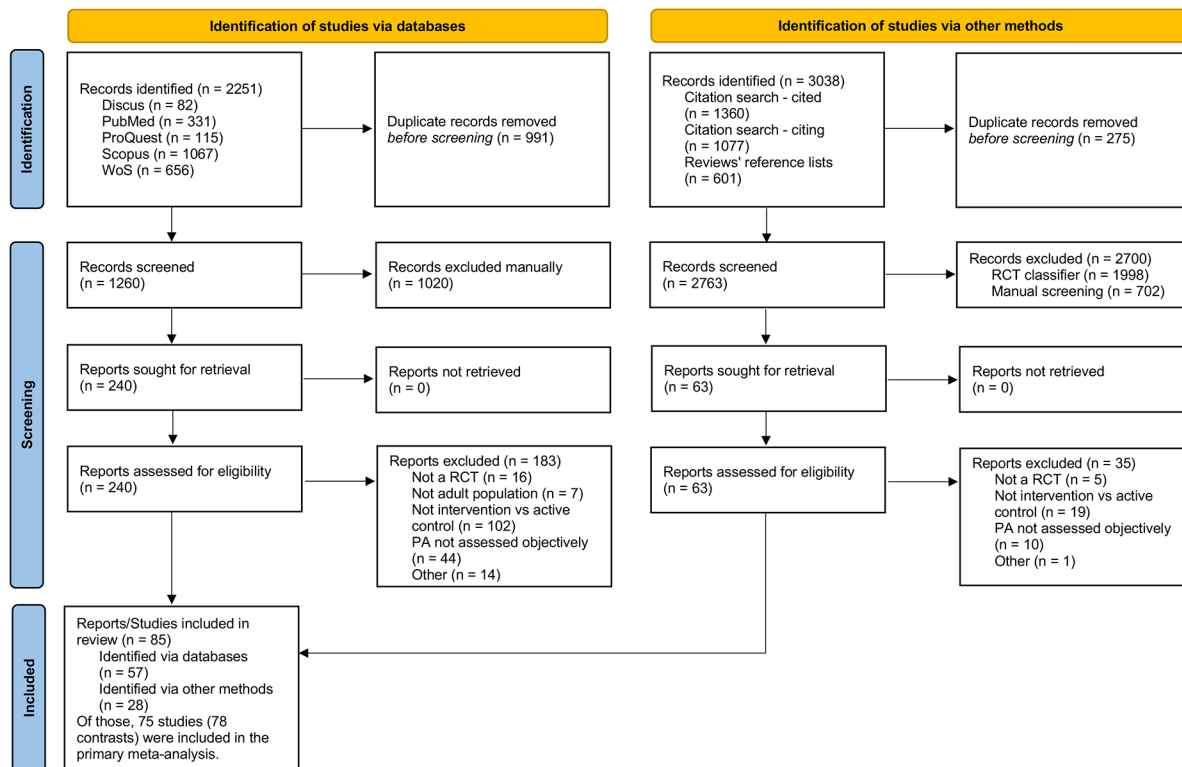 Identification of studies via databases
Identification of studies via other methods
Identification
Records identified (n = 2251)
Discus (n = 82)
PubMed (n = 331)
ProQuest (n = 115)
Scopus (n = 1067)
WoS (n = 656)
Duplicate records removed
before screening (n = 991)
Records identified (n = 3038)
Citation search - cited
(n = 1360)
Citation search - citing
(n = 1077)
Reviews' reference lists
(n = 601)
Duplicate records removed
before screening (n = 275)
Screening
Records screened
(n = 1260)
Records excluded manually
(n = 1020)
Records screened
(n = 2763)
Records excluded (n = 2700)
RCT classifier (n = 1998)
Manual screening (n = 702)
Reports sought for retrieval
(n = 240)
Reports not retrieved
(n = 0)
Reports sought for retrieval
(n = 63)
Reports not retrieved
(n = 0)
Reports assessed for eligibility
(n = 240)
Reports excluded (n = 183)
Not a RCT (n = 16)
Not adult population (n = 7)
Not intervention vs active
control (n = 102)
PA not assessed objectively
(n = 44)
Other (n = 14)
Reports assessed for eligibility
(n = 63)
Reports excluded (n = 35)
Not a RCT (n = 5)
Not intervention vs active
control (n = 19)
PA not assessed objectively
(n = 10)
Other (n = 1)
Included
Reports/Studies included in
review (n = 85)
Identified via databases
(n = 57)
Identified via other methods
(n = 28)
Of those, 75 studies (78
contrasts) were included in the
primary meta-analysis.